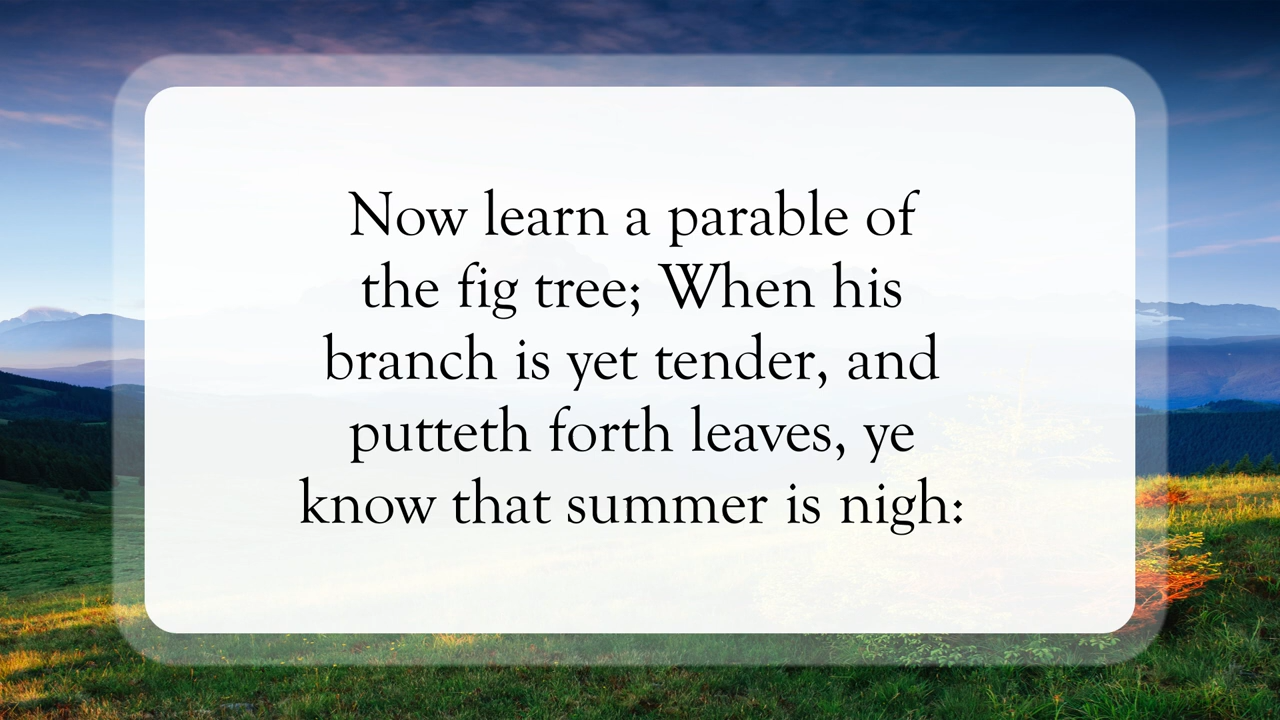 Now learn a parable of
the fig tree; When his
branch is yet tender, and
putteth forth leaves, ye
know that summer is nigh: